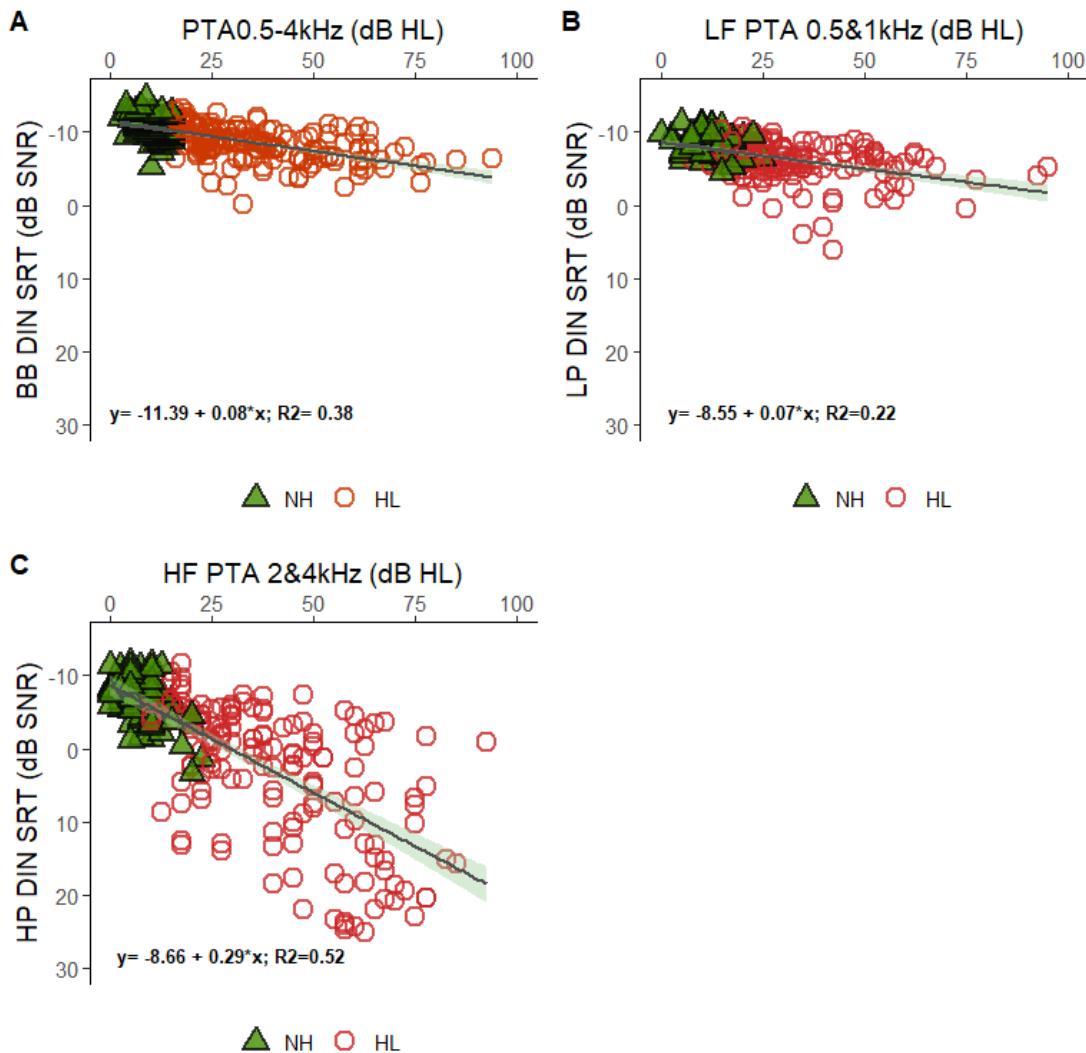 A
PTA0.5-4kHz (dB HL)
0 25 50 75 100
BB DIN SRT (dB SNR)
-10
0
10
20
30
y= -11.39 + 0.08*x; R2= 0.38
NH HL
B
LF PTA 0.5&1kHz (dB HL)
0 25 50 75 100
LP DIN SRT (dB SNR)
-10
0
10
20
30
y= -8.55 + 0.07*x; R2=0.22
NH HL
C
HF PTA 2&4kHz (dB HL)
0 25 50 75 100
HP DIN SRT (dB SNR)
-10
0
10
20
30
y= -8.66 + 0.29*x; R2=0.52
NH HL